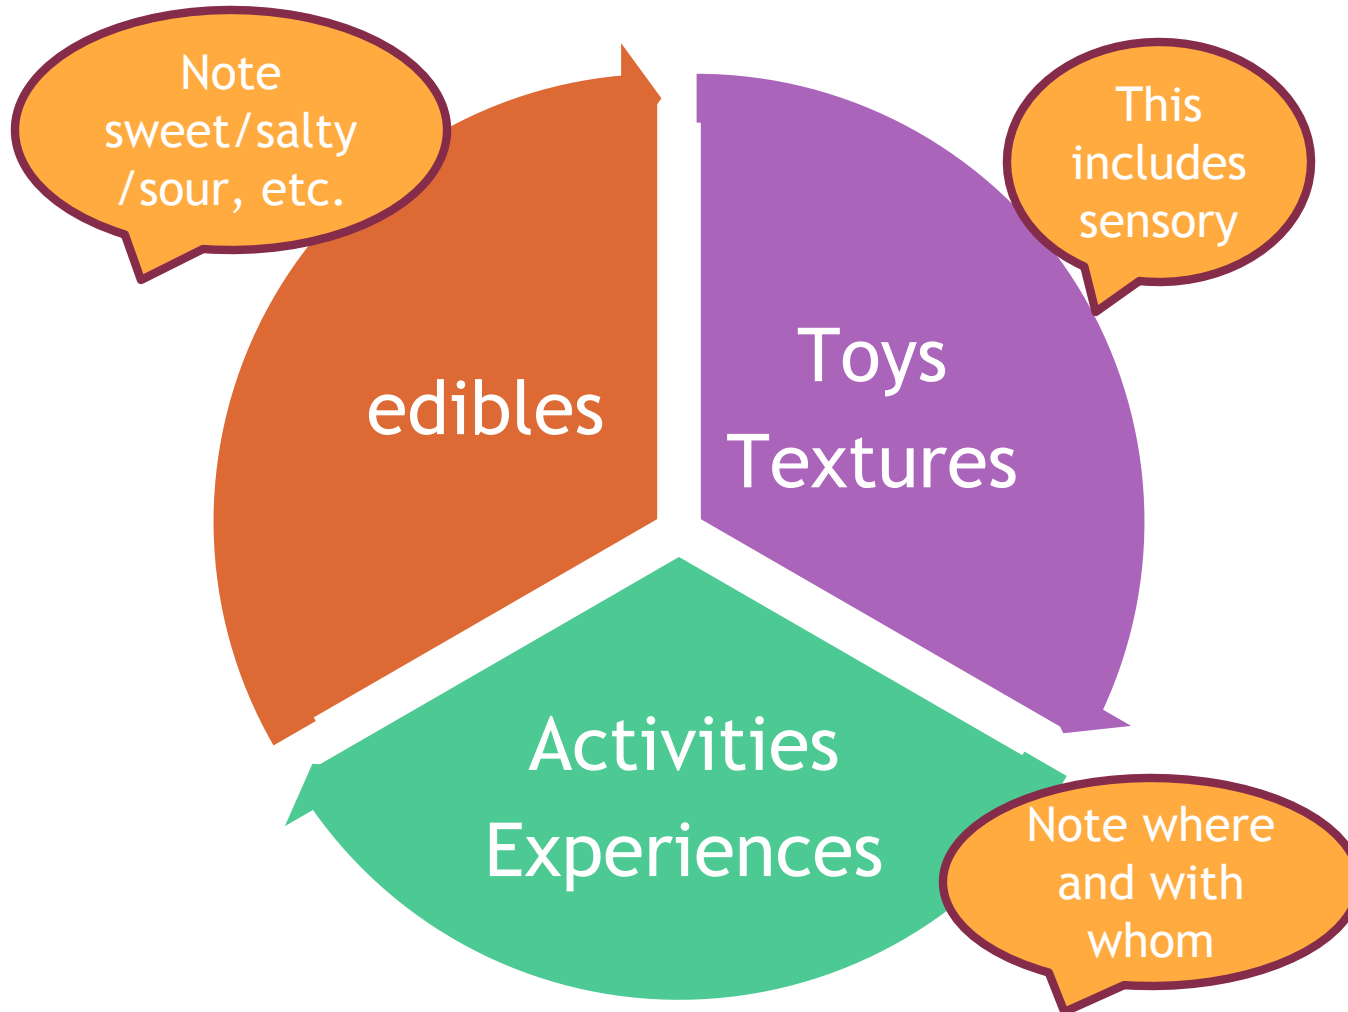 Note
sweet/salty
/sour, etc.
This
includes
sensory
edibles
Toys
Textures
Activities
Experiences
Note where
and with
whom